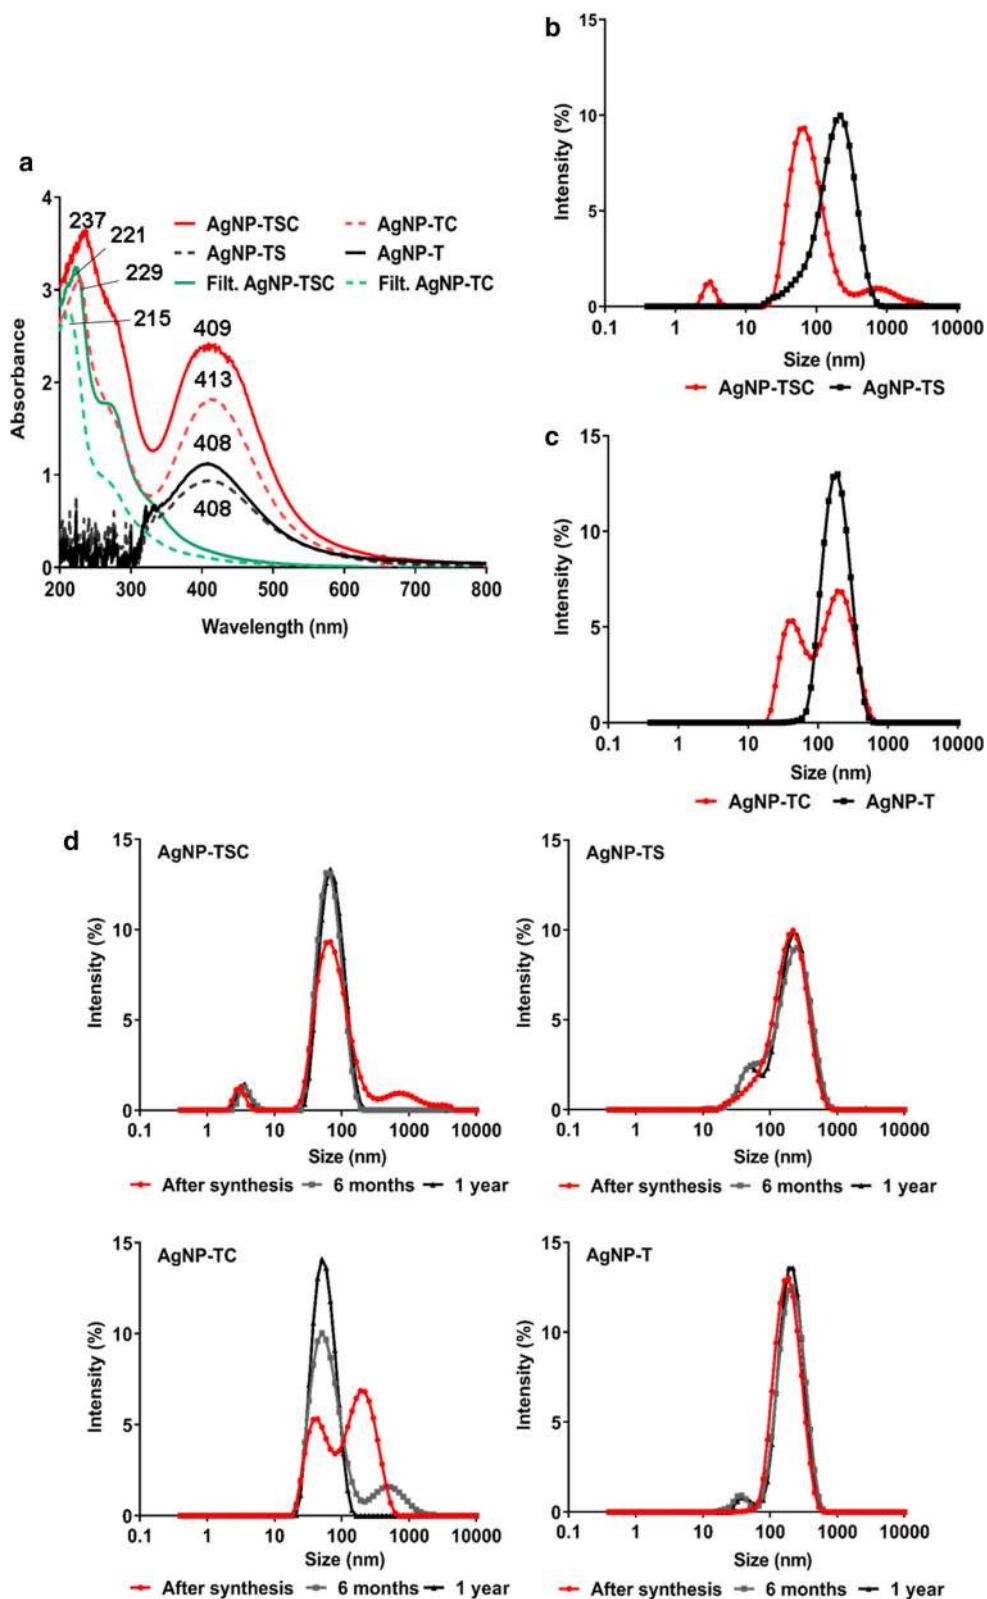 a
Absorbance
4
3
2
1
0
237
221
229
215
409
413
408
408
AgNP-TSC
AgNP-TC
AgNP-TS
AgNP-T
Filt. AgNP-TSC
Filt. AgNP-TC
200 300 400 500 600 700 800
Wavelength (nm)
b
Intensity (%)
15
10
5
0
0.1 1 10 100 1000 10000
Size (nm)
AgNP-TSC AgNP-TS
c
Intensity (%)
15
10
5
0
0.1 1 10 100 1000 10000
Size (nm)
AgNP-TC AgNP-T
d
AgNP-TSC
Intensity (%)
15
10
5
0
0.1 1 10 100 1000 10000
Size (nm)
After synthesis 6 months 1 year
AgNP-TS
Intensity (%)
15
10
5
0
0.1 1 10 100 1000 10000
Size (nm)
After synthesis 6 months 1 year
AgNP-TC
Intensity (%)
15
10
5
0
0.1 1 10 100 1000 10000
Size (nm)
After synthesis 6 months 1 year
AgNP-T
Intensity (%)
15
10
5
0
0.1 1 10 100 1000 10000
Size (nm)
After synthesis 6 months 1 year